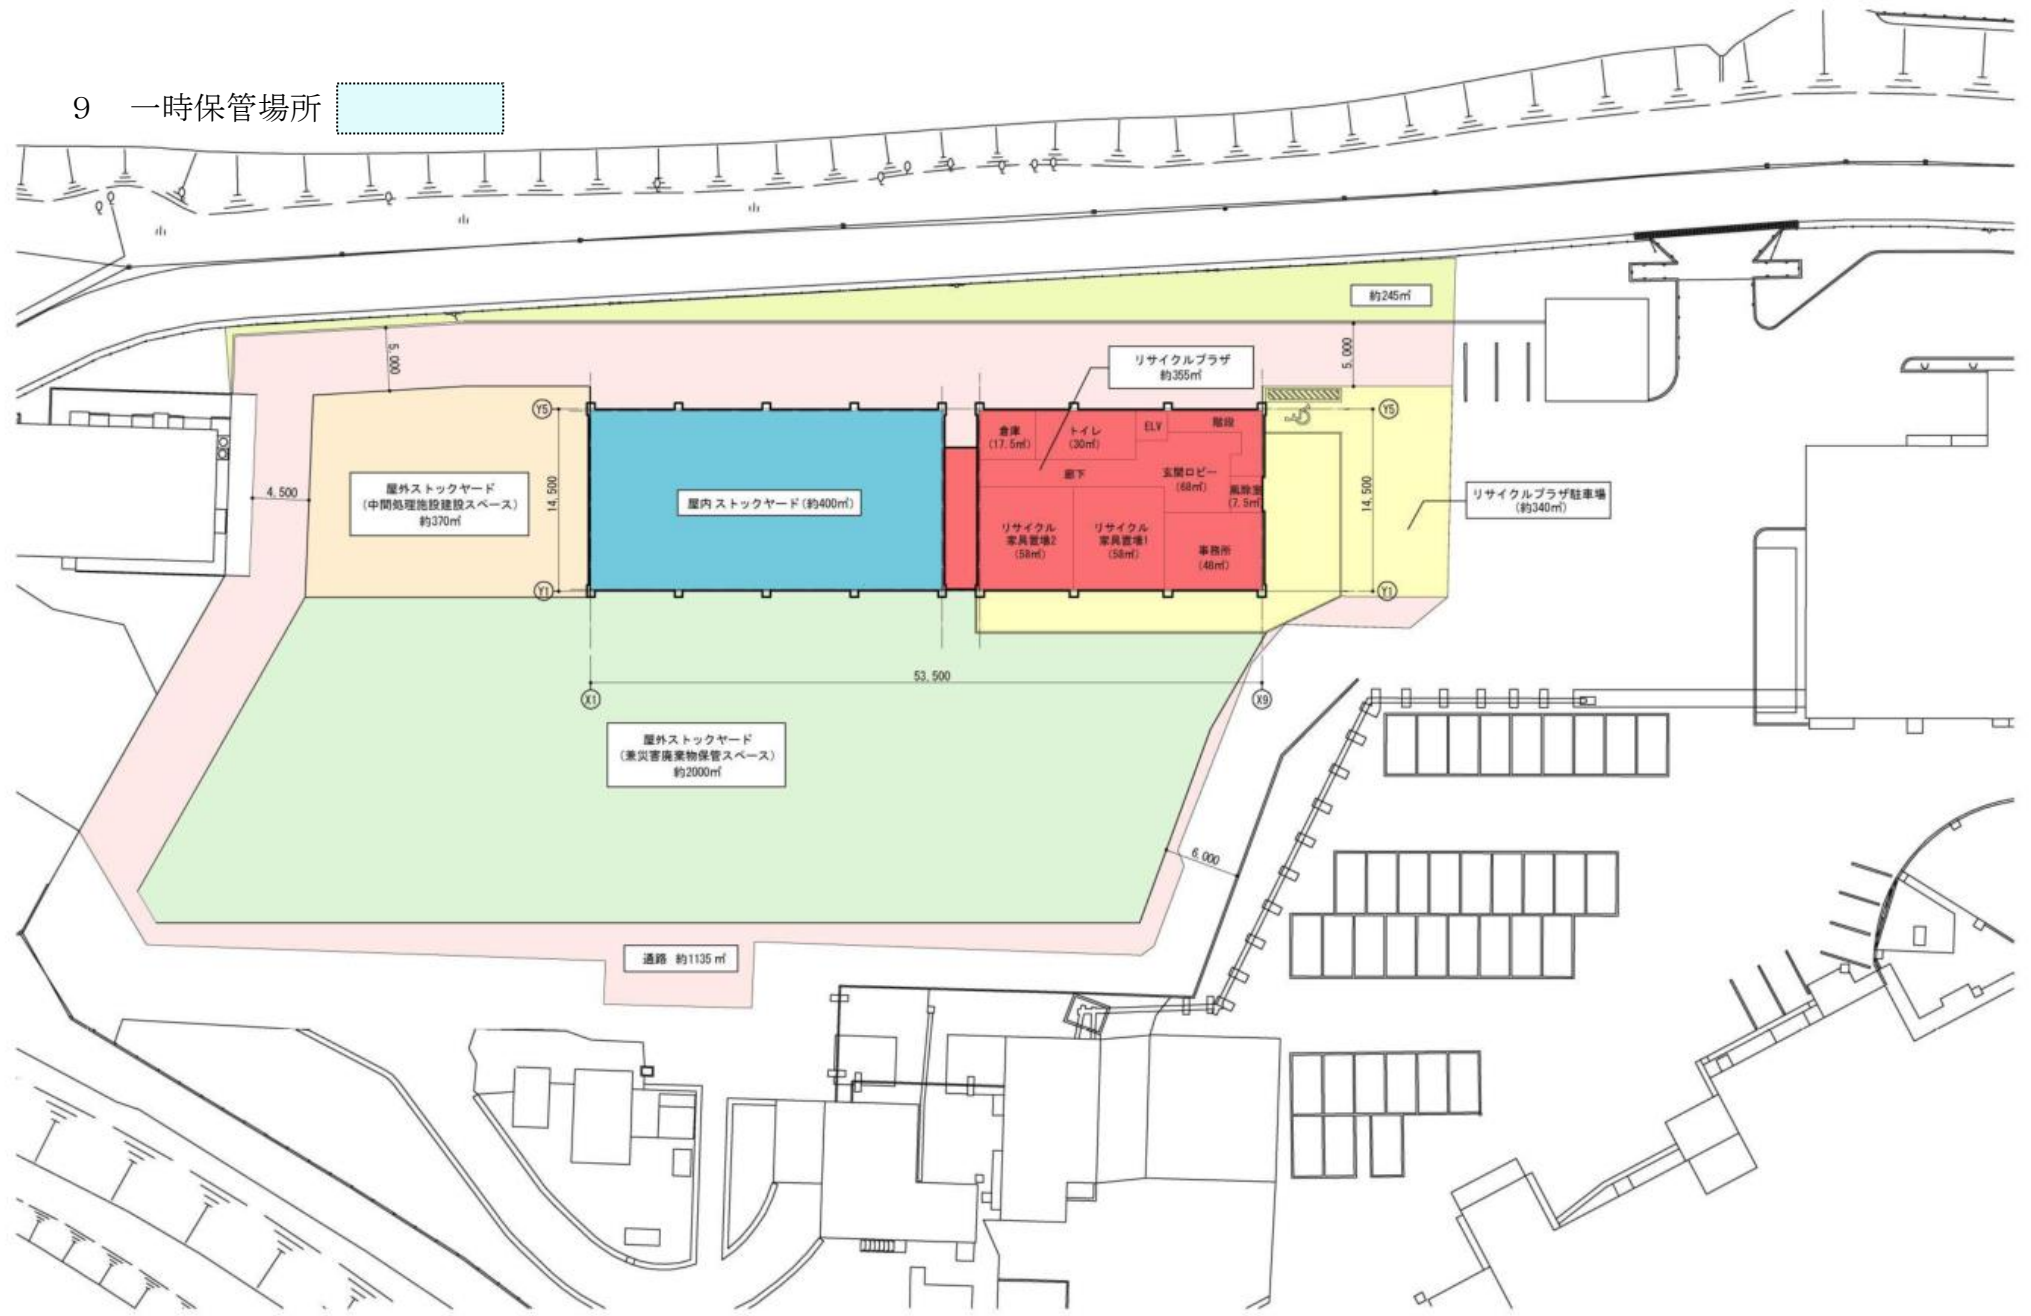 ９　一時保管場所
約245㎡
5,000
5,000
リサイクルプラザ
約355㎡
Y5
Y5
倉庫
(17.5㎡)
トイレ
(30㎡)
ELV
階段
廊下
玄関ロビー
(68㎡)
風除室
(7.5㎡)
4,500
屋外ストックヤード
(中間処理施設建設スペース)
約370㎡
14,500
屋内 ストックヤード(約400㎡)
リサイクル
家具置場2
(58㎡)
リサイクル
家具置場1
(58㎡)
事務所
(48㎡)
14,500
リサイクルプラザ駐車場
(約340㎡)
Y1
Y1
53,500
X1
X9
屋外ストックヤード
(兼災害廃棄物保管スペース)
約2000㎡
6,000
通路 約1135 ㎡